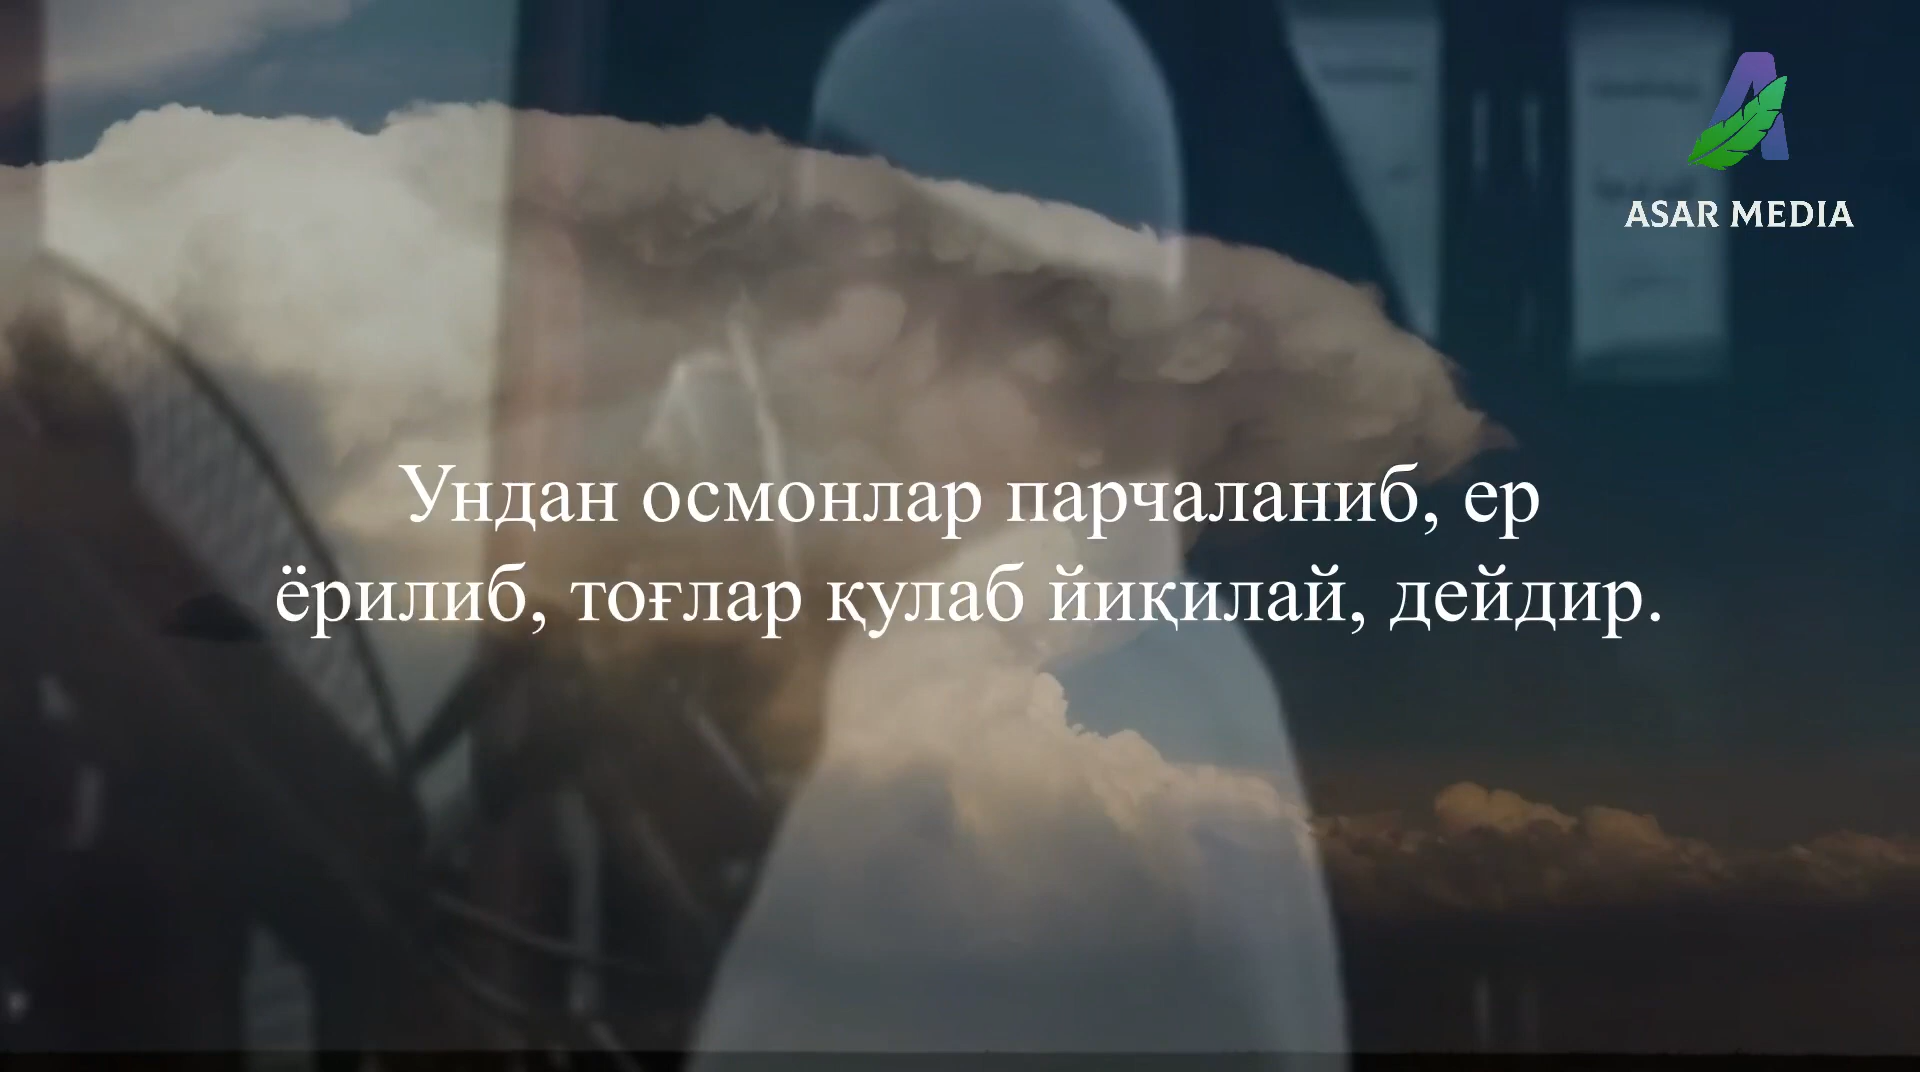 ASAR MEDIA
Ундан осмонлар парчаланиб, ер
ёрилиб, тоғлар қулаб йиқилай, дейдир.